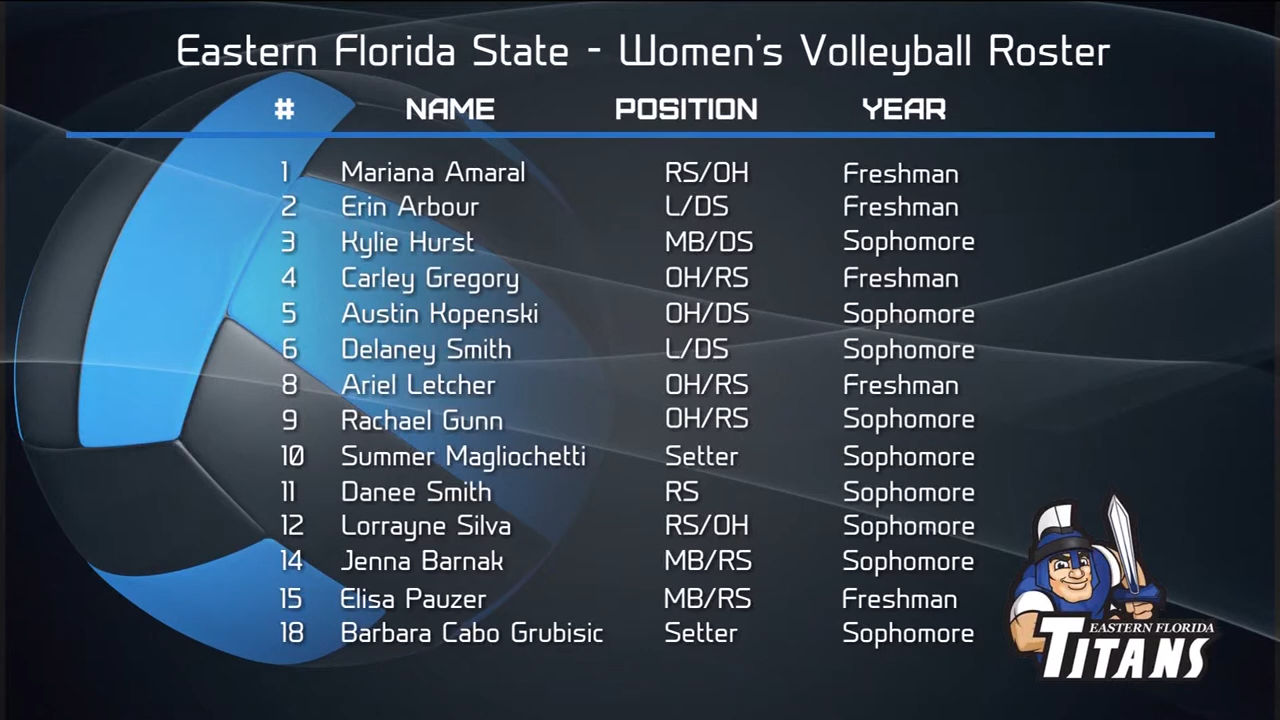 Eastern Florida State - Women's Volleyball Roster
# NAME POSITION YEAR
1 Mariana Amaral RS/OH Freshman
2 Erin Arbour L/DS Freshman
3 Kylie Hurst MB/DS Sophomore
4 Carley Gregory OH/RS Freshman
5 Austin Kopenski OH/DS Sophomore
6 Delaney Smith L/DS Sophomore
8 Ariel Letcher OH/RS Freshman
9 Rachael Gunn OH/RS Sophomore
10 Summer Magliochetti Setter Sophomore
11 Danee Smith RS Sophomore
12 Lorrayne Silva RS/OH Sophomore
14 Jenna Barnak MB/RS Sophomore
15 Elisa Pauzer MB/RS Freshman
18 Barbara Cabo Grubisic Setter Sophomore
EASTERN FLORIDA
TITANS